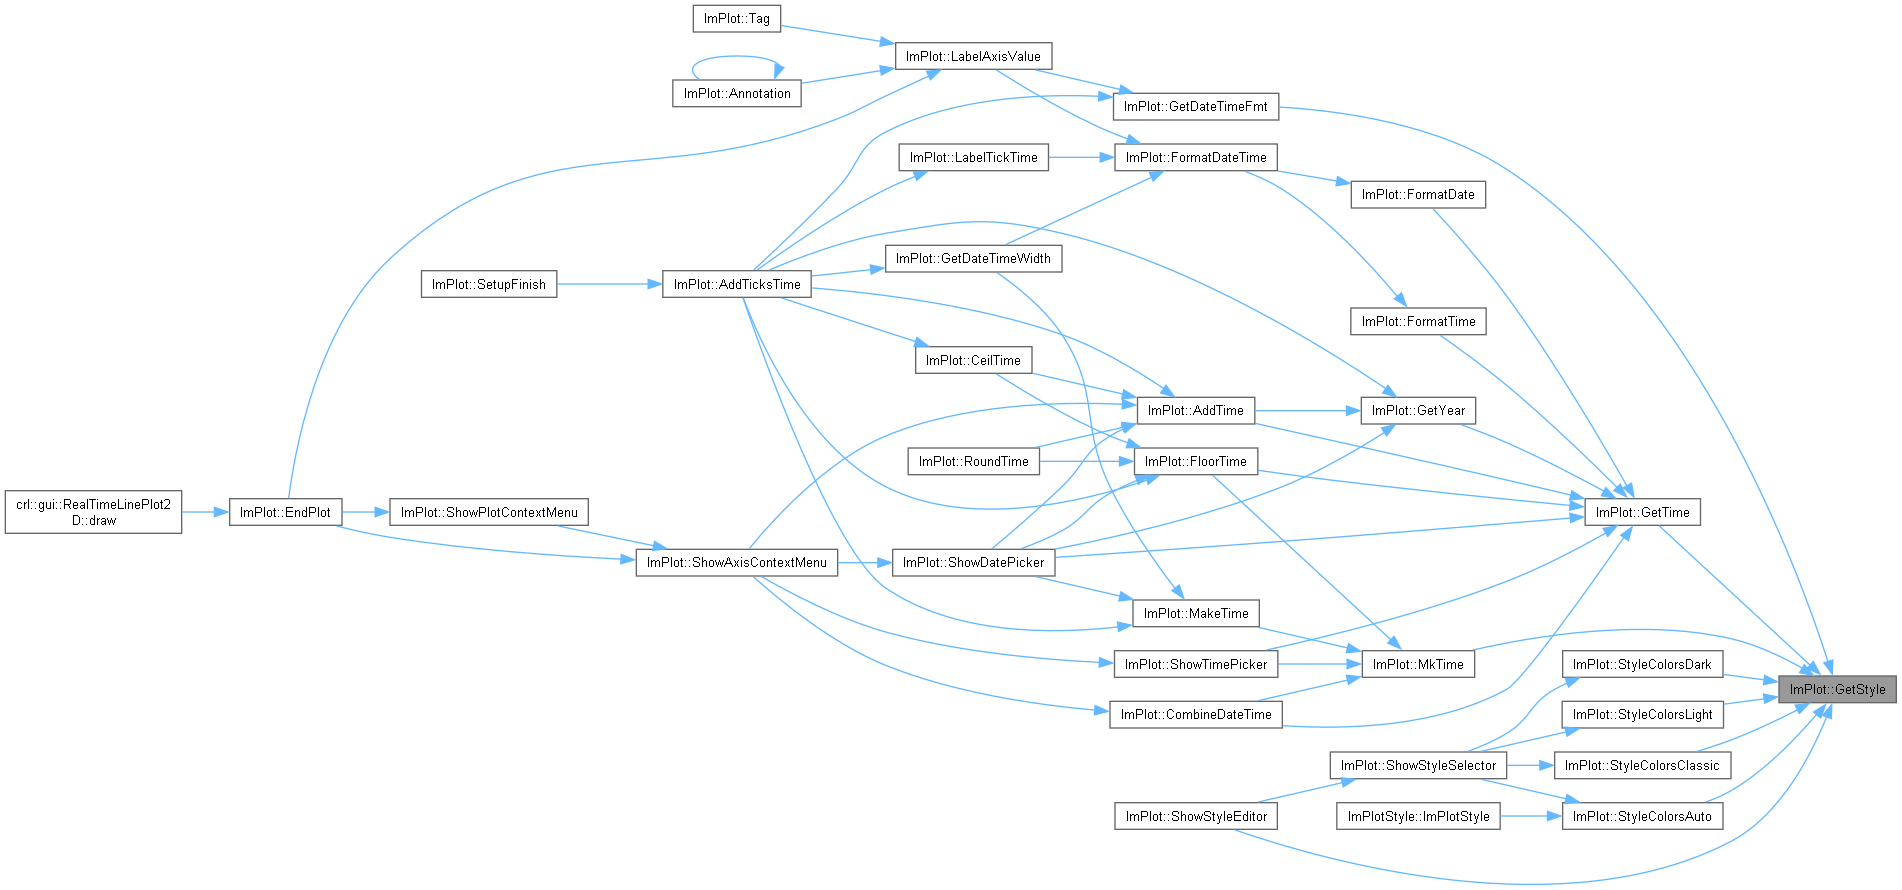 ImPlot::Tag
ImPlot::LabelAxisValue
ImPlot::Annotation
ImPlot::GetDateTimeFmt
ImPlot::LabelTickTime
ImPlot::FormatDateTime
ImPlot::FormatDate
ImPlot::GetDateTimeWidth
ImPlot::SetupFinish
ImPlot::AddTicksTime
ImPlot::FormatTime
ImPlot::CeilTime
ImPlot::AddTime
ImPlot::GetYear
ImPlot::RoundTime
ImPlot::FloorTime
crl::gui::RealTimeLinePlot2
D::draw
ImPlot::EndPlot
ImPlot::ShowPlotContextMenu
ImPlot::GetTime
ImPlot::ShowAxisContextMenu
ImPlot::ShowDatePicker
ImPlot::MakeTime
ImPlot::ShowTimePicker
ImPlot::MkTime
ImPlot::StyleColorsDark
ImPlot::GetStyle
ImPlot::CombineDateTime
ImPlot::StyleColorsLight
ImPlot::ShowStyleSelector
ImPlot::StyleColorsClassic
ImPlot::ShowStyleEditor
ImPlotStyle::ImPlotStyle
ImPlot::StyleColorsAuto